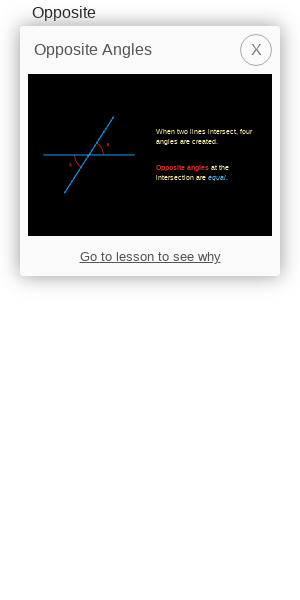 Opposite
Opposite Angles
X
When two lines intersect, four
angles are created.
Opposite angles at the
intersection are equal.
Go to lesson to see why